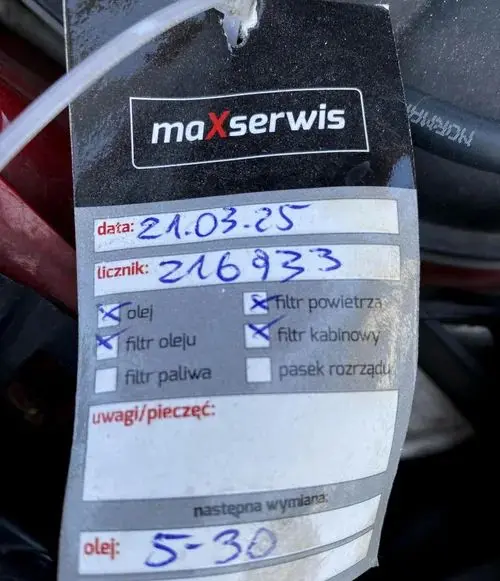 maXserwis
data: 21.03.25
licznik: 216933
olej
filtr powietrza
filtr oleju
filtr kabinowy
filtr paliwa
pasek rozrządu
uwagi/pieczęć:
następna wymiana:
olej: 5-30